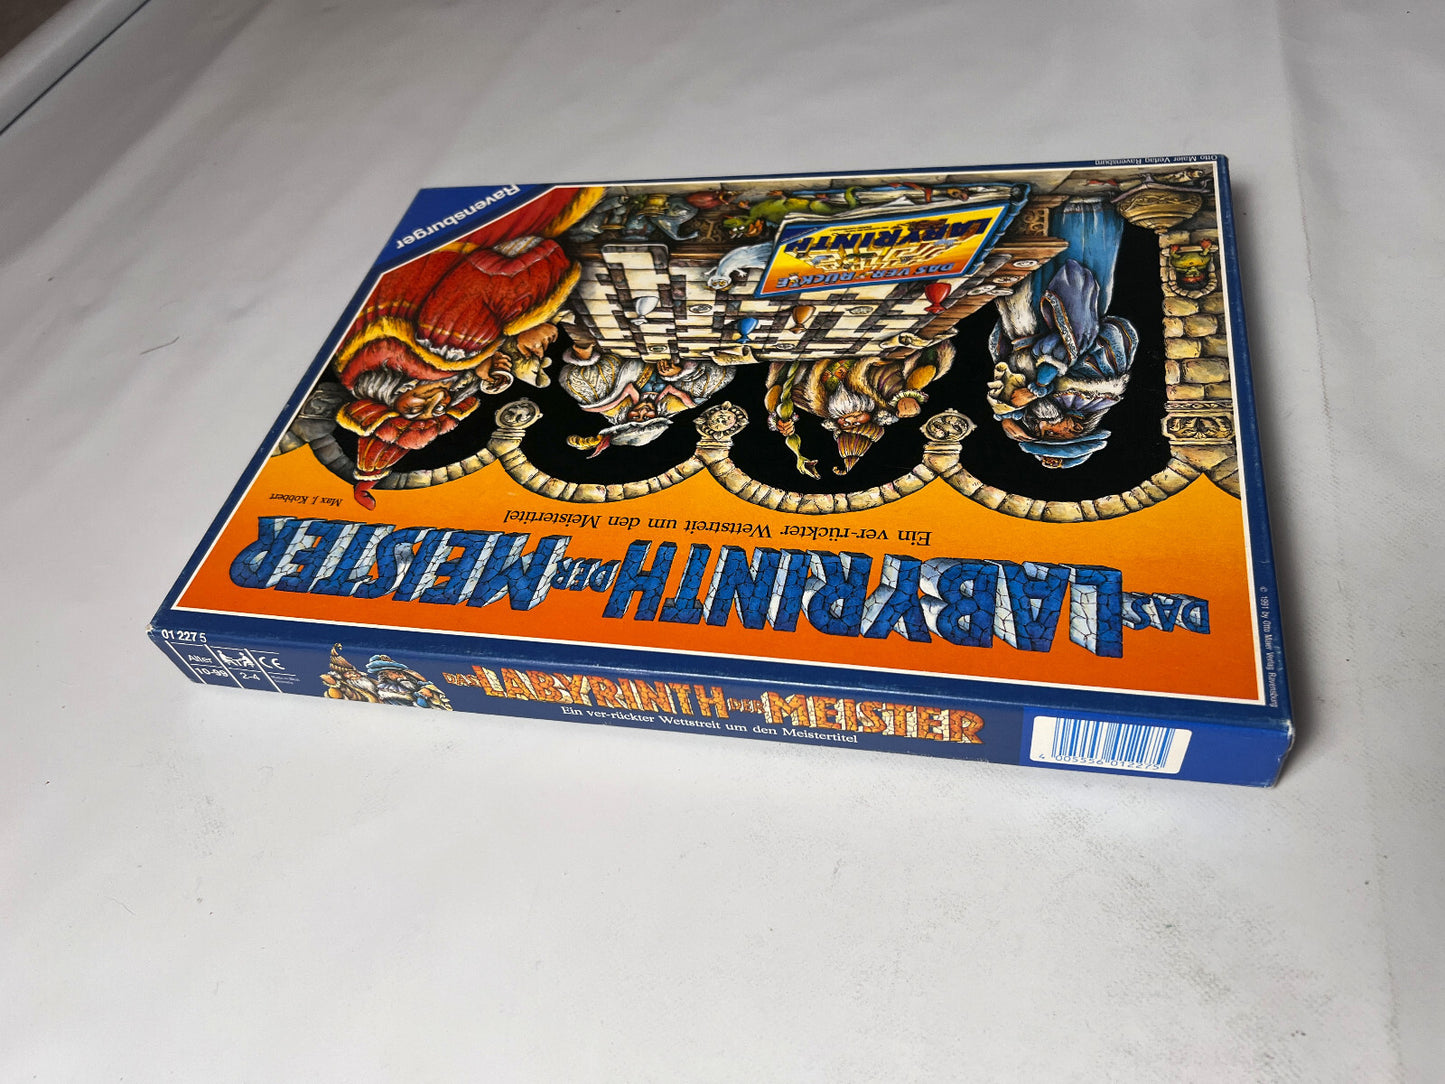 Ravensburger
Otto Maier Verlag Ravensburg
DAS VER-RÜCKTE
LABYRINTH
Max J. Kobbert
Ein ver-rückter Wettstreit um den Meistertitel
DAS LABYRINTH DER MEISTER
© 1991 by Otto Maier Verlag Ravensburg
01 227 5
Alter
10-99
2-4
CE
DAS LABYRINTH DER MEISTER
Ein ver-rückter Wettstreit um den Meistertitel
4 005556 012275